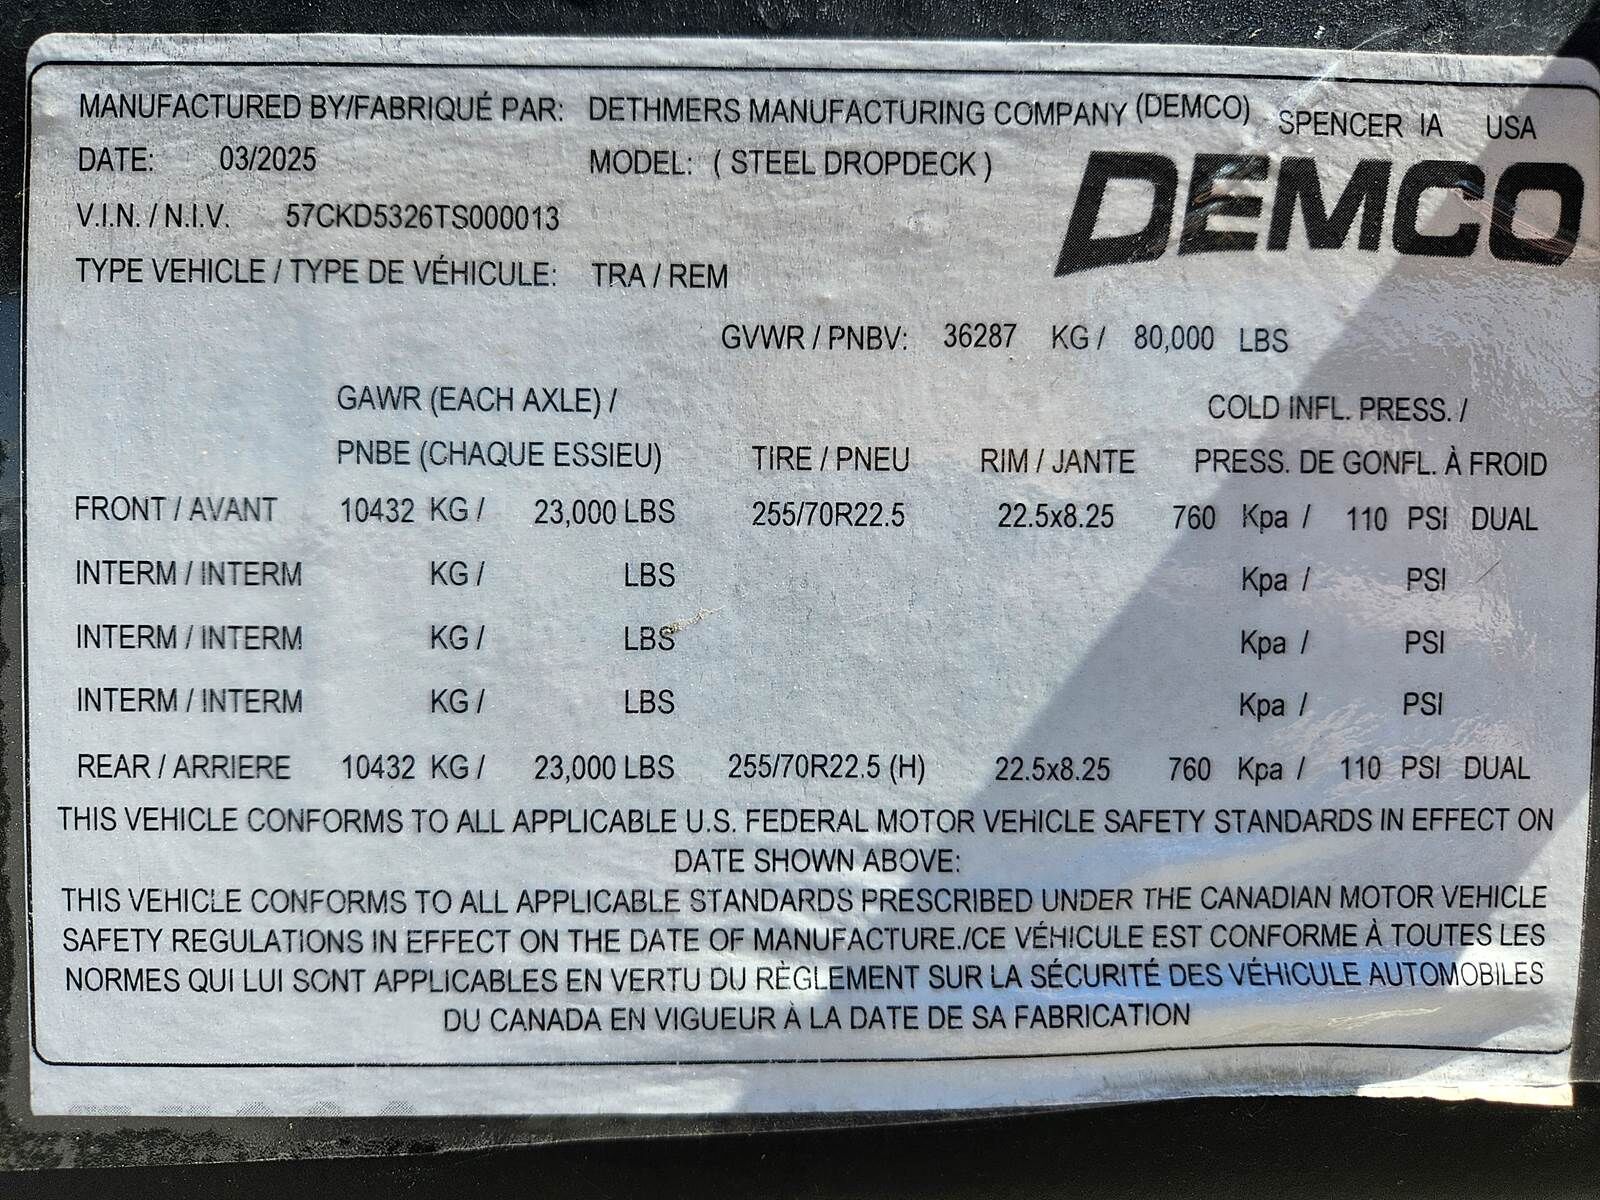 MANUFACTURED BY/FABRIQUÉ PAR: DETHMERS MANUFACTURING COMPANY (DEMCO) SPENCER IA USA
DATE: 03/2025 MODEL: ( STEEL DROPDECK )
DEMCO
V.I.N. / N.I.V. 57CKD5326TS000013
TYPE VEHICLE / TYPE DE VÉHICULE: TRA / REM
GVWR / PNBV: 36287 KG / 80,000 LBS
GAWR (EACH AXLE) / COLD INFL. PRESS. /
PNBE (CHAQUE ESSIEU) TIRE / PNEU RIM / JANTE PRESS. DE GONFL. À FROID
FRONT / AVANT 10432 KG / 23,000 LBS 255/70R22.5 22.5x8.25 760 Kpa / 110 PSI DUAL
INTERM / INTERM KG / LBS Kpa / PSI
INTERM / INTERM KG / LBS Kpa / PSI
INTERM / INTERM KG / LBS Kpa / PSI
REAR / ARRIERE 10432 KG / 23,000 LBS 255/70R22.5 (H) 22.5x8.25 760 Kpa / 110 PSI DUAL
THIS VEHICLE CONFORMS TO ALL APPLICABLE U.S. FEDERAL MOTOR VEHICLE SAFETY STANDARDS IN EFFECT ON
DATE SHOWN ABOVE:
THIS VEHICLE CONFORMS TO ALL APPLICABLE STANDARDS PRESCRIBED UNDER THE CANADIAN MOTOR VEHICLE
SAFETY REGULATIONS IN EFFECT ON THE DATE OF MANUFACTURE./CE VÉHICULE EST CONFORME À TOUTES LES
NORMES QUI LUI SONT APPLICABLES EN VERTU DU RÈGLEMENT SUR LA SÉCURITÉ DES VÉHICULE AUTOMOBILES
DU CANADA EN VIGUEUR À LA DATE DE SA FABRICATION